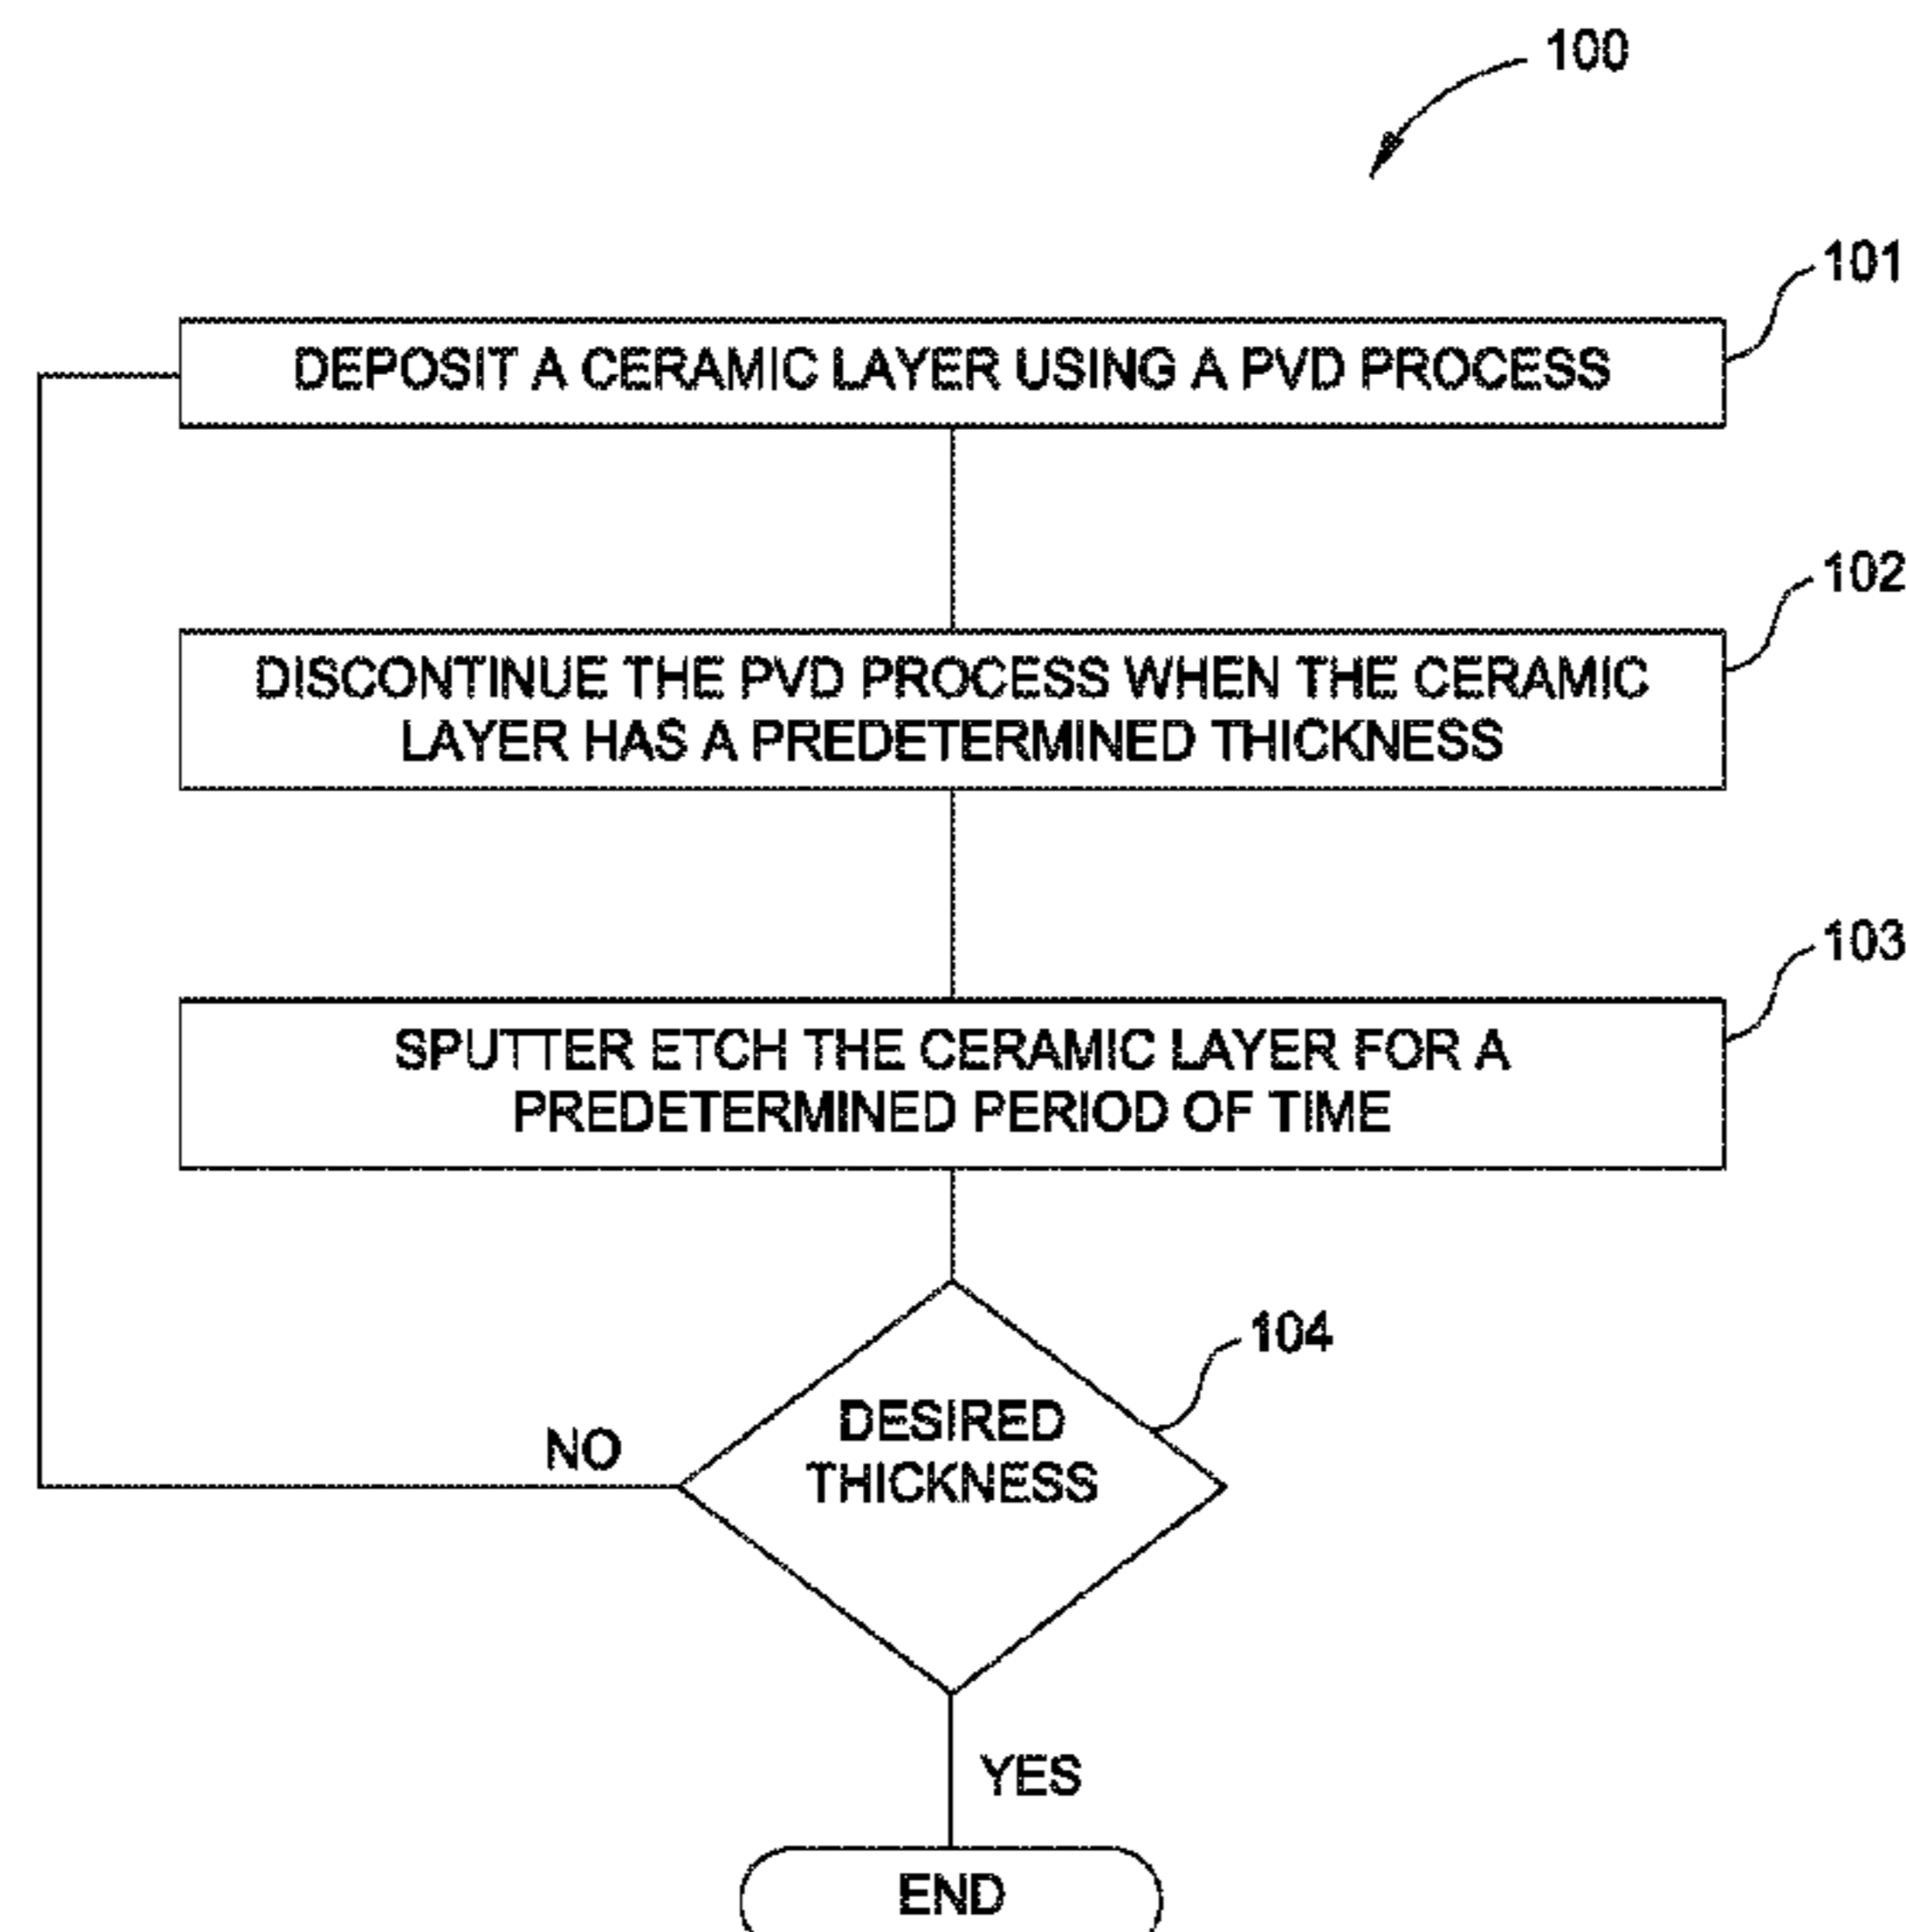 100
101
DEPOSIT A CERAMIC LAYER USING A PVD PROCESS
102
DISCONTINUE THE PVD PROCESS WHEN THE CERAMIC
LAYER HAS A PREDETERMINED THICKNESS
103
SPUTTER ETCH THE CERAMIC LAYER FOR A
PREDETERMINED PERIOD OF TIME
104
DESIRED
THICKNESS
NO
YES
END